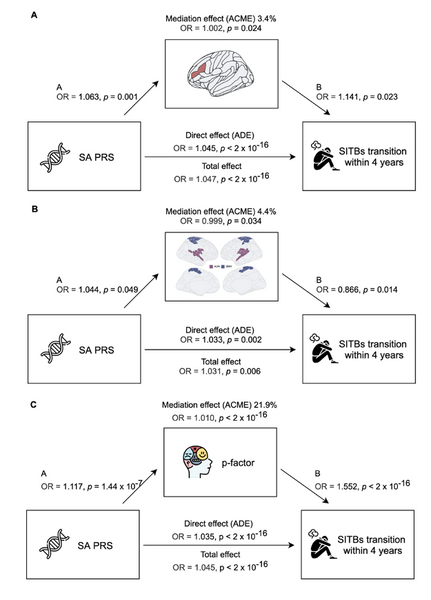 A
Mediation effect (ACME) 3.4%
OR = 1.002, p = 0.024
A
OR = 1.063, p = 0.001
B
OR = 1.141, p = 0.023
SA PRS
Direct effect (ADE)
OR = 1.045, p < 2 x 10-16
Total effect
OR = 1.047, p < 2 x 10-16
SITBs transition
within 4 years
B
Mediation effect (ACME) 4.4%
OR = 0.999, p = 0.034
A
OR = 1.044, p = 0.049
B
OR = 0.866, p = 0.014
SA PRS
Direct effect (ADE)
OR = 1.033, p = 0.002
Total effect
OR = 1.031, p = 0.006
SITBs transition
within 4 years
C
Mediation effect (ACME) 21.9%
OR = 1.010, p < 2 x 10-16
p-factor
A
OR = 1.117, p = 1.44 x 10-7
B
OR = 1.552, p < 2 x 10-16
SA PRS
Direct effect (ADE)
OR = 1.035, p < 2 x 10-16
Total effect
OR = 1.045, p < 2 x 10-16
SITBs transition
within 4 years